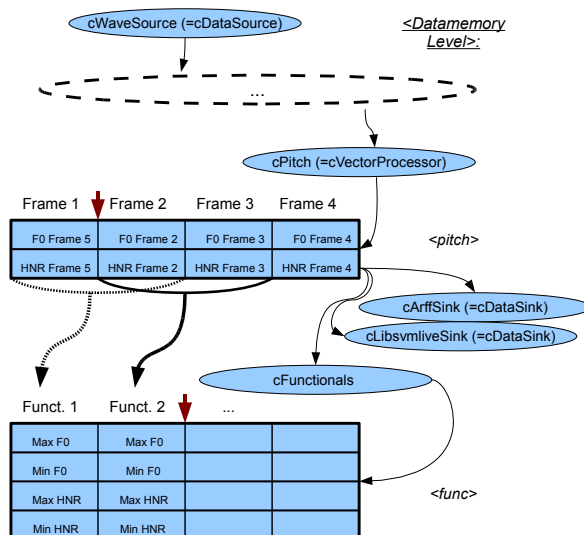 cWaveSource (=cDataSource)
<Datamemory
Level>:
...
cPitch (=cVectorProcessor)
Frame 1 Frame 2 Frame 3 Frame 4
F0 Frame 5 F0 Frame 2 F0 Frame 3 F0 Frame 4
<pitch>
HNR Frame 5 HNR Frame 2 HNR Frame 3 HNR Frame 4
cArffSink (=cDataSink)
cLibsvmliveSink (=cDataSink)
cFunctionals
Funct. 1 Funct. 2 ...
Max F0 Max F0
Min F0 Min F0
Max HNR Max HNR
<func>
Min HNR Min HNR